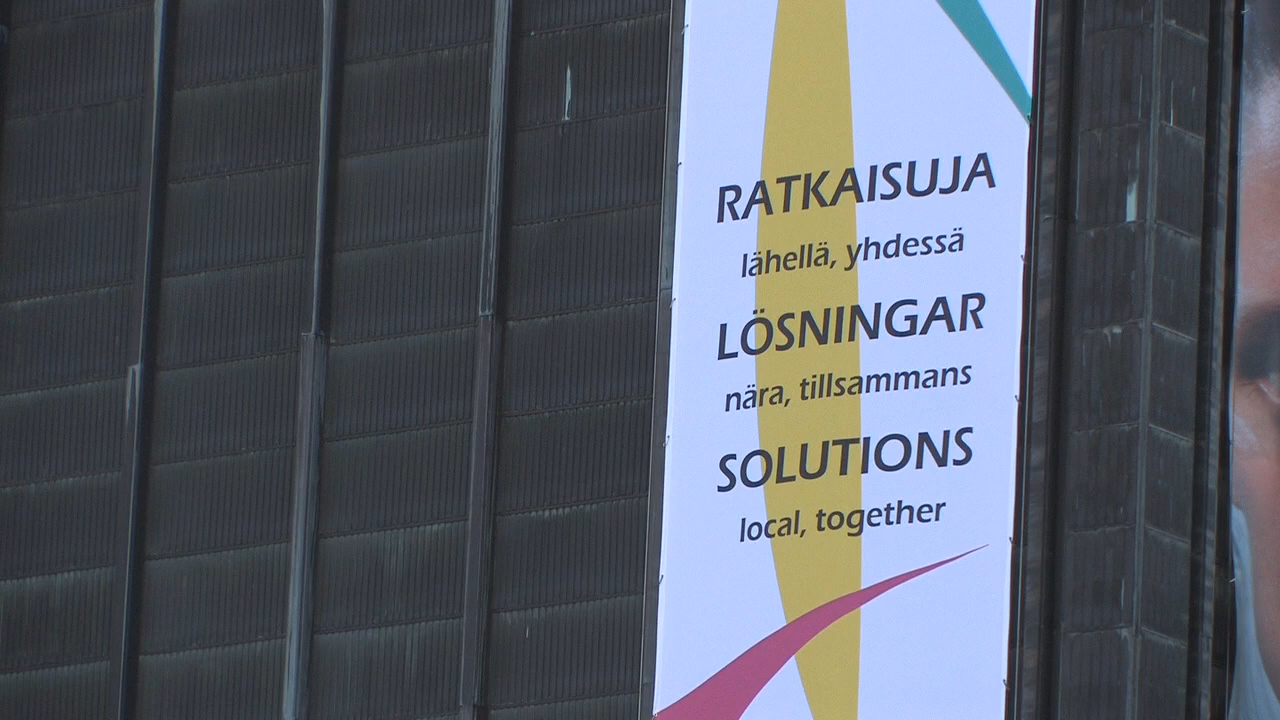 RATKAISUJA
lähellä, yhdessä
LÖSNINGAR
nära, tillsammans
SOLUTIONS
local, together